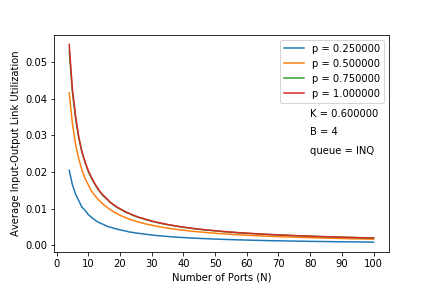 p = 0.250000
p = 0.500000
p = 0.750000
p = 1.000000
K = 0.600000
B = 4
queue = INQ
Average Input-Output Link Utilization
0.05
0.04
0.03
0.02
0.01
0.00
0 10 20 30 40 50 60 70 80 90 100
Number of Ports (N)